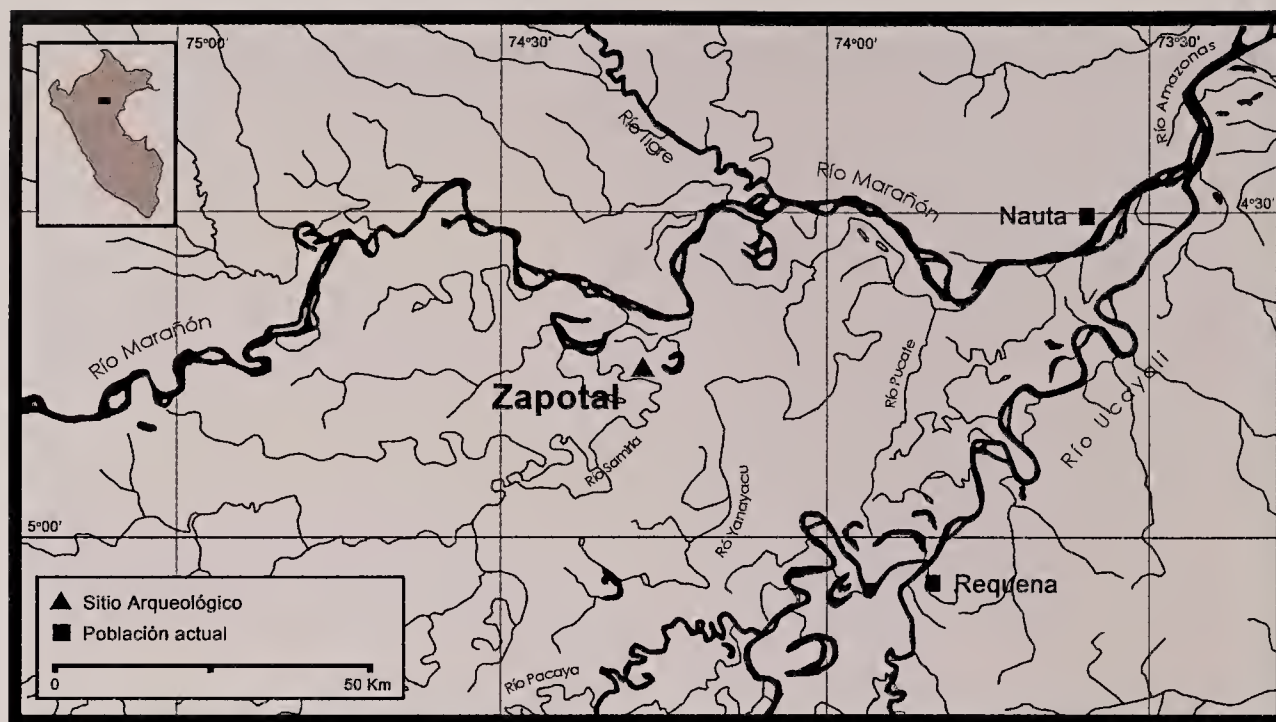 75°00'
74°30'
74°00'
73°30'
Río Amazonas
Río Tigre
Río Marañón
Nauta
4°30'
Río Marañón
Zapotal
Río Pucate
Río Ucayali
Río Samiria
Ró Yanayacu
5°00'
Requena
Sitio Arqueológico
Población actual
0
50 Km
Río Pacaya